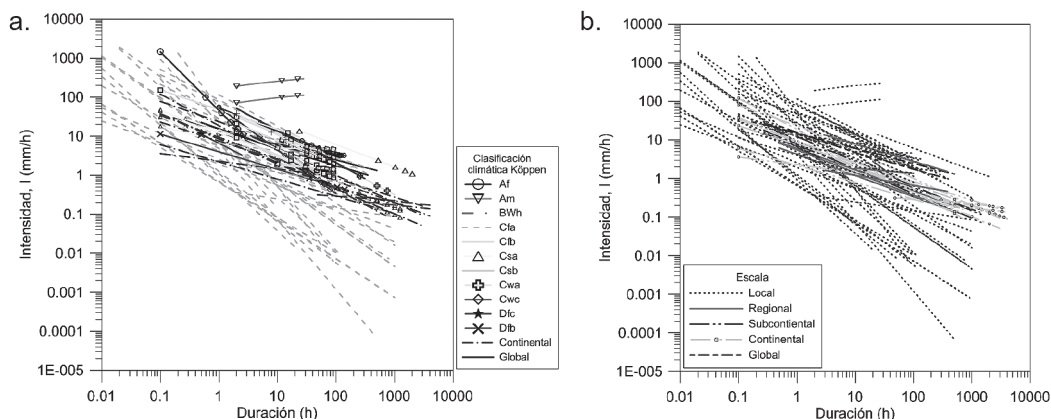 a.
10000
1000
100
10
1
0.1
0.01
0.001
0.0001
1E-005
Intensidad, I (mm/h)
0.01
0.1
1
10
100
1000
10000
Duración (h)
Clasificación
climática Köppen
Af
Am
BWh
Cfa
Cfb
Csa
Csb
Cwa
Cwc
Dfc
Dfb
Continental
Global
b.
10000
1000
100
10
1
0.1
0.01
0.001
0.0001
1E-005
Intensidad, I (mm/h)
0.01
0.1
1
10
100
1000
10000
Duración (h)
Escala
Local
Regional
Subcontiental
Continental
Global